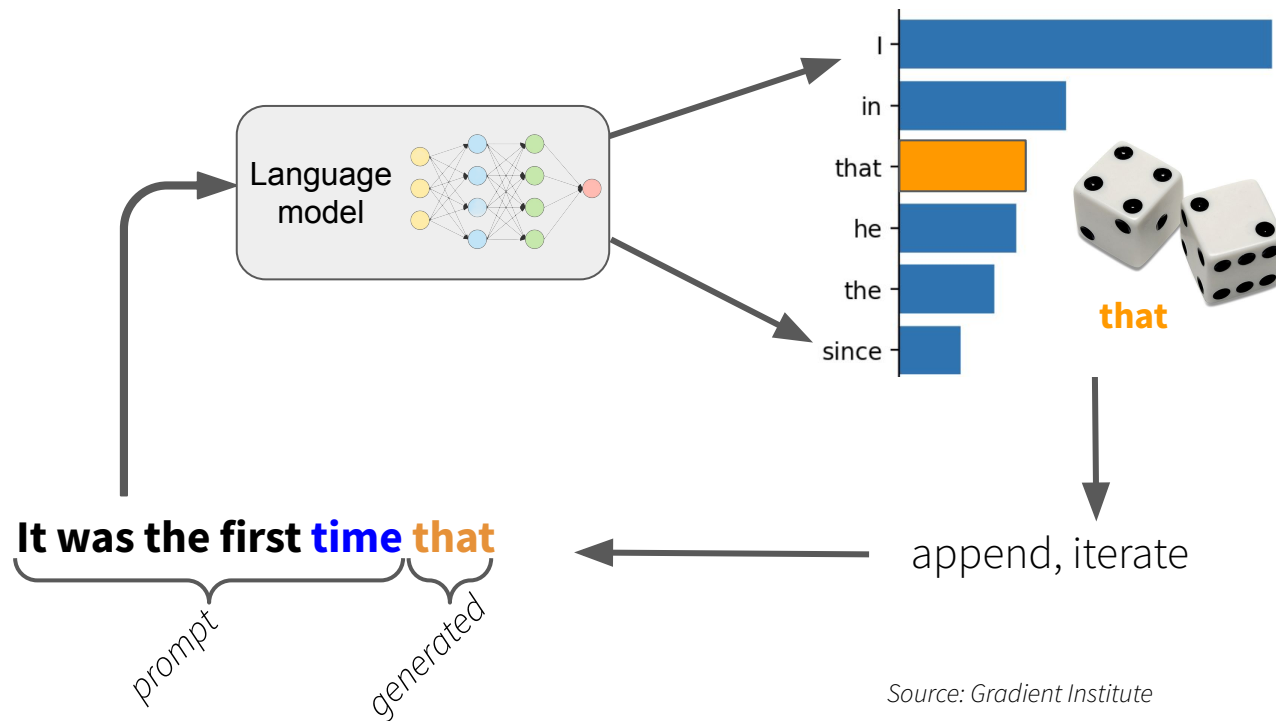 Language
model
I
in
that
he
the
since
that
append, iterate
It was the first time that
prompt
generated
Source: Gradient Institute